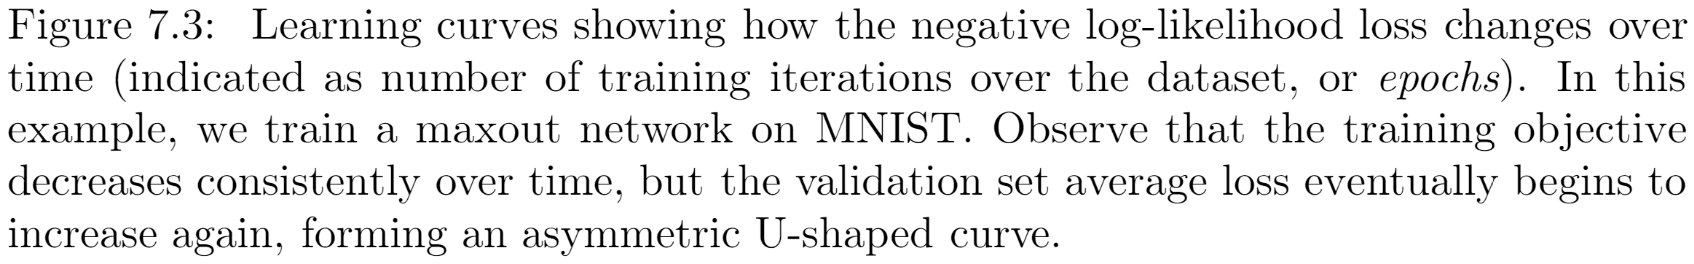 Figure 7.3: Learning curves showing how the negative log-likelihood loss changes over
time (indicated as number of training iterations over the dataset, or epochs). In this
example, we train a maxout network on MNIST. Observe that the training objective
decreases consistently over time, but the validation set average loss eventually begins to
increase again, forming an asymmetric U-shaped curve.